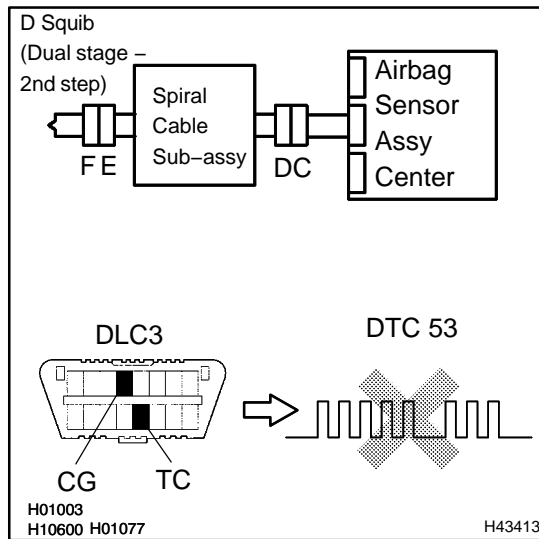 D Squib
(Dual stage –
2nd step)
Spiral
Cable
Sub–assy
Airbag
Sensor
Assy
Center
F E
D C
DLC3
DTC 53
CG
TC
H01003
H10600 H01077
H43413